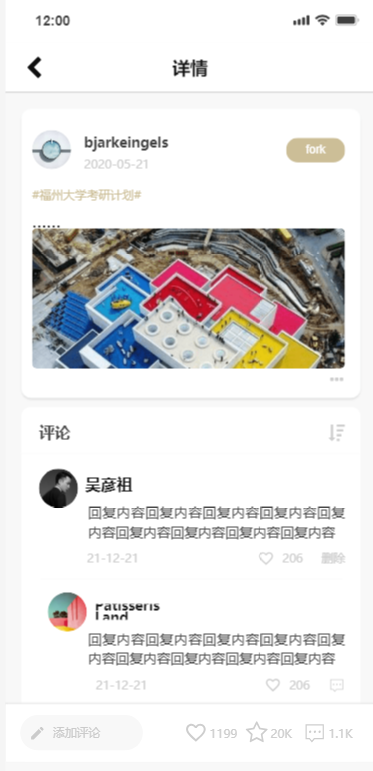 12:00
详情
bjarkeingels
fork
2020-05-21
#福州大学考研计划#
......
评论
吴彦祖
回复内容回复内容回复内容回复内容回复
内容回复内容回复内容回复内容回复内容
21-12-21
206
删除
Patisseris
Land
回复内容回复内容回复内容回复内容回复
内容回复内容回复内容回复内容回复内容
21-12-21
206
添加评论
1199
20K
1.1K